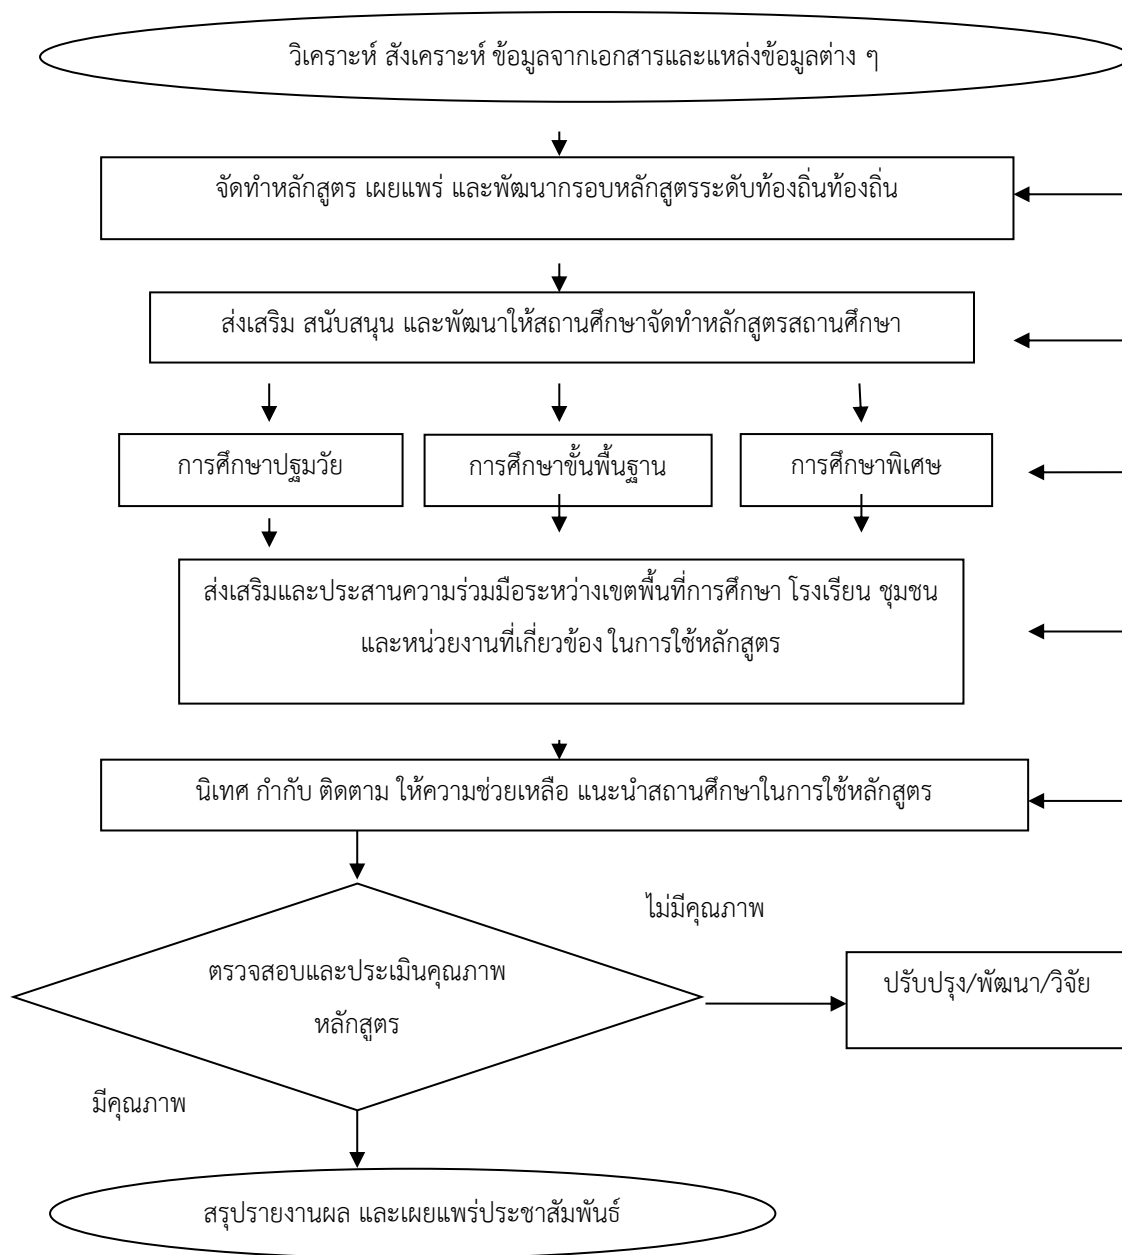 วิเคราะห์ สังเคราะห์ ข้อมูลจากเอกสารและแหล่งข้อมูลต่าง ๆ
จัดทำหลักสูตร เผยแพร่ และพัฒนากรอบหลักสูตรระดับท้องถิ่นท้องถิ่น
ส่งเสริม สนับสนุน และพัฒนาให้สถานศึกษาจัดทำหลักสูตรสถานศึกษา
การศึกษาปฐมวัย
การศึกษาขั้นพื้นฐาน
การศึกษาพิเศษ
ส่งเสริมและประสานความร่วมมือระหว่างเขตพื้นที่การศึกษา โรงเรียน ชุมชน
และหน่วยงานที่เกี่ยวข้อง ในการใช้หลักสูตร
นิเทศ กำกับ ติดตาม ให้ความช่วยเหลือ แนะนำสถานศึกษาในการใช้หลักสูตร
ไม่มีคุณภาพ
ตรวจสอบและประเมินคุณภาพ
หลักสูตร
ปรับปรุง/พัฒนา/วิจัย
มีคุณภาพ
สรุปรายงานผล และเผยแพร่ประชาสัมพันธ์